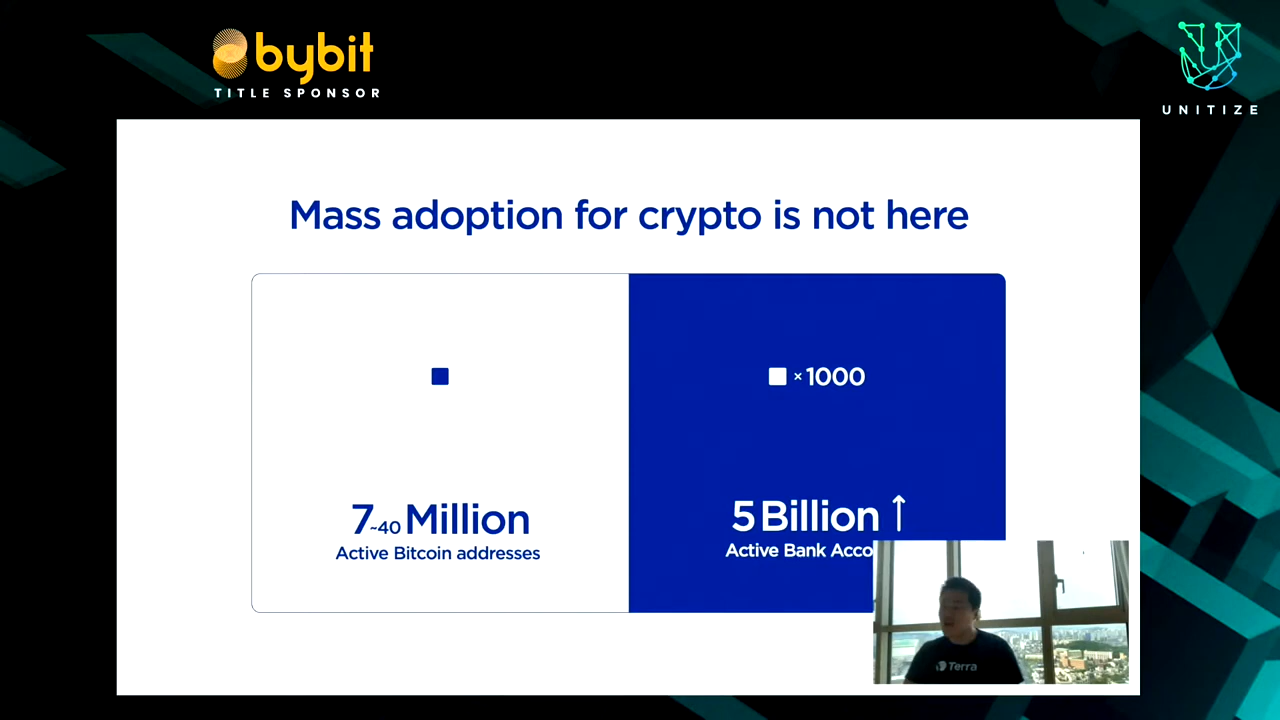 bybit
TITLE SPONSOR
UNITIZE
Mass adoption for crypto is not here
× 1000
7~40 Million
Active Bitcoin addresses
5 Billion ↑
Active Bank Acco
Terra